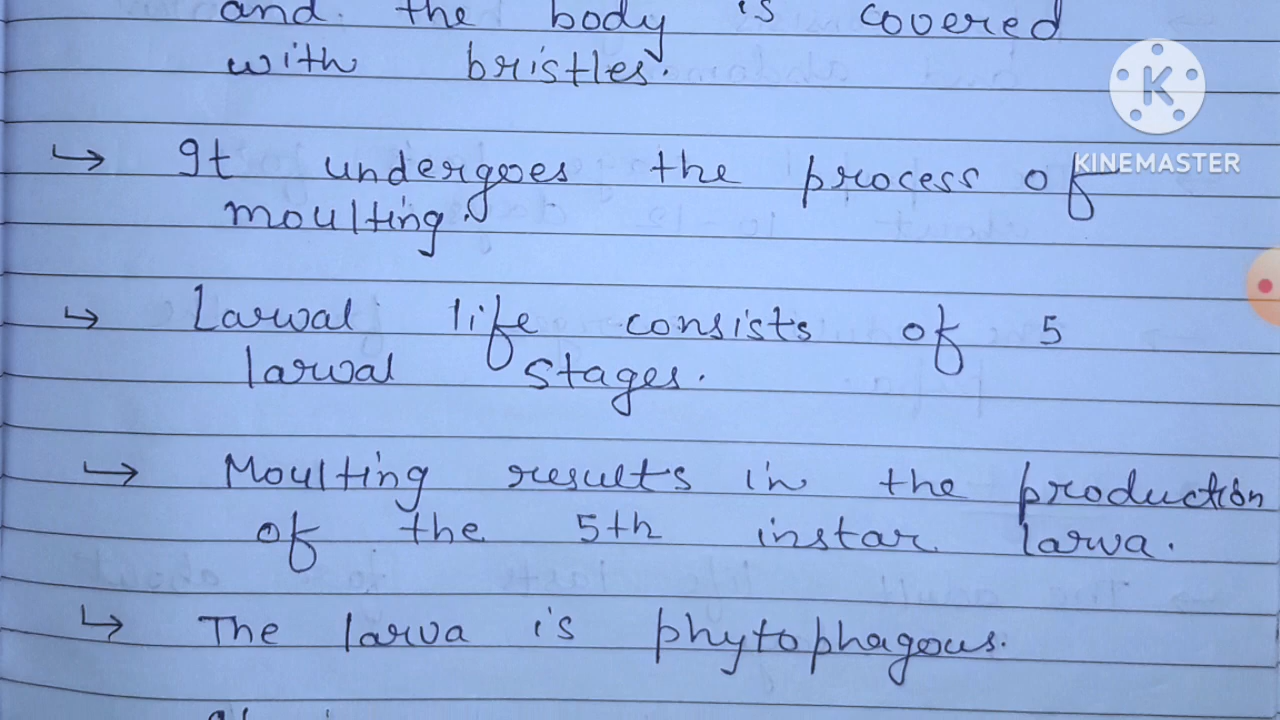 and the body is covered
with bristles.
→ It undergoes the process of
moulting.
→ Larval life consists of 5
larval stages.
→ Moulting results in the production
of the 5th instar larva.
→ The larva is phytophagous.
K
KINEMASTER